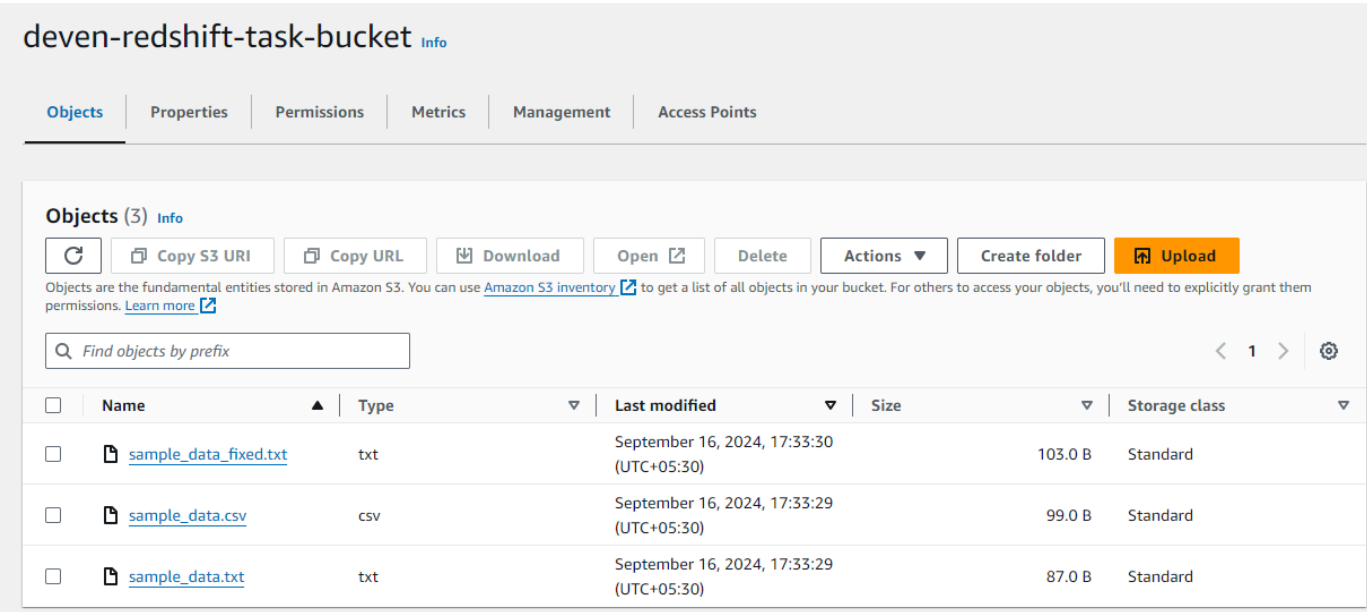 deven-redshift-task-bucket Info
Objects Properties Permissions Metrics Management Access Points
Objects (3) Info
Copy S3 URI Copy URL Download Open Delete Actions Create folder Upload
Objects are the fundamental entities stored in Amazon S3. You can use Amazon S3 inventory to get a list of all objects in your bucket. For others to access your objects, you'll need to explicitly grant them
permissions. Learn more
Find objects by prefix 1
Name Type Last modified Size Storage class
sample_data_fixed.txt txt September 16, 2024, 17:33:30 (UTC+05:30) 103.0 B Standard
sample_data.csv csv September 16, 2024, 17:33:29 (UTC+05:30) 99.0 B Standard
sample_data.txt txt September 16, 2024, 17:33:29 (UTC+05:30) 87.0 B Standard